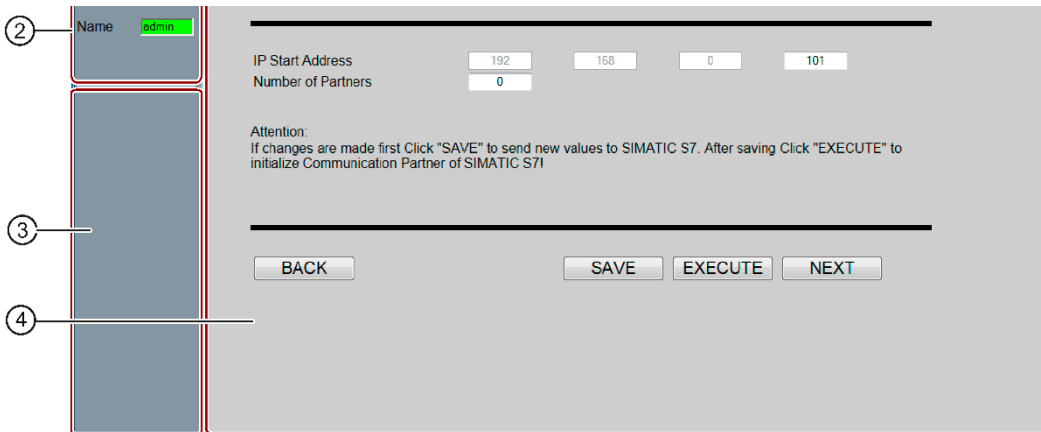 2
Name admin
IP Start Address 192 168 0 101
Number of Partners 0
Attention:
If changes are made first Click "SAVE" to send new values to SIMATIC S7. After saving Click "EXECUTE" to
initialize Communication Partner of SIMATIC S7!
3
BACK SAVE EXECUTE NEXT
4